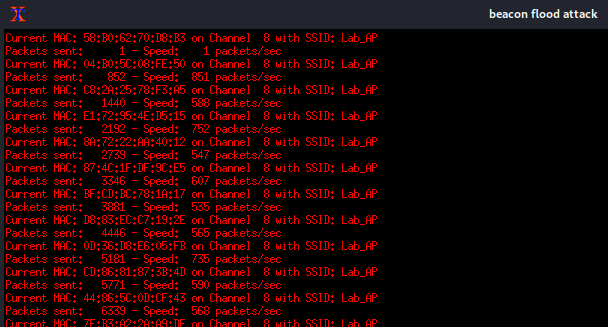 beacon flood attack
Current MAC: 58:B0:62:70:D8:B3 on Channel  8 with SSID: Lab_AP
Packets sent:      1 - Speed:    1 packets/sec
Current MAC: 04:B0:5C:08:FE:50 on Channel  8 with SSID: Lab_AP
Packets sent:    852 - Speed:  851 packets/sec
Current MAC: C8:2A:25:78:F3:A5 on Channel  8 with SSID: Lab_AP
Packets sent:   1440 - Speed:  588 packets/sec
Current MAC: E1:72:95:4E:D5:15 on Channel  8 with SSID: Lab_AP
Packets sent:   2192 - Speed:  752 packets/sec
Current MAC: 8A:72:22:AA:40:12 on Channel  8 with SSID: Lab_AP
Packets sent:   2739 - Speed:  547 packets/sec
Current MAC: 87:4C:1F:DF:9C:E5 on Channel  8 with SSID: Lab_AP
Packets sent:   3346 - Speed:  607 packets/sec
Current MAC: BF:CD:BC:78:1A:17 on Channel  8 with SSID: Lab_AP
Packets sent:   3881 - Speed:  535 packets/sec
Current MAC: D8:83:EC:C7:19:2E on Channel  8 with SSID: Lab_AP
Packets sent:   4446 - Speed:  565 packets/sec
Current MAC: 0D:36:D8:E6:05:FB on Channel  8 with SSID: Lab_AP
Packets sent:   5181 - Speed:  735 packets/sec
Current MAC: CD:86:81:87:3B:4D on Channel  8 with SSID: Lab_AP
Packets sent:   5771 - Speed:  590 packets/sec
Current MAC: 44:86:5C:0D:CF:43 on Channel  8 with SSID: Lab_AP
Packets sent:   6339 - Speed:  568 packets/sec
Current MAC: 7E:B3:A2:2A:A9:DF on Channel  8 with SSID: Lab_AP